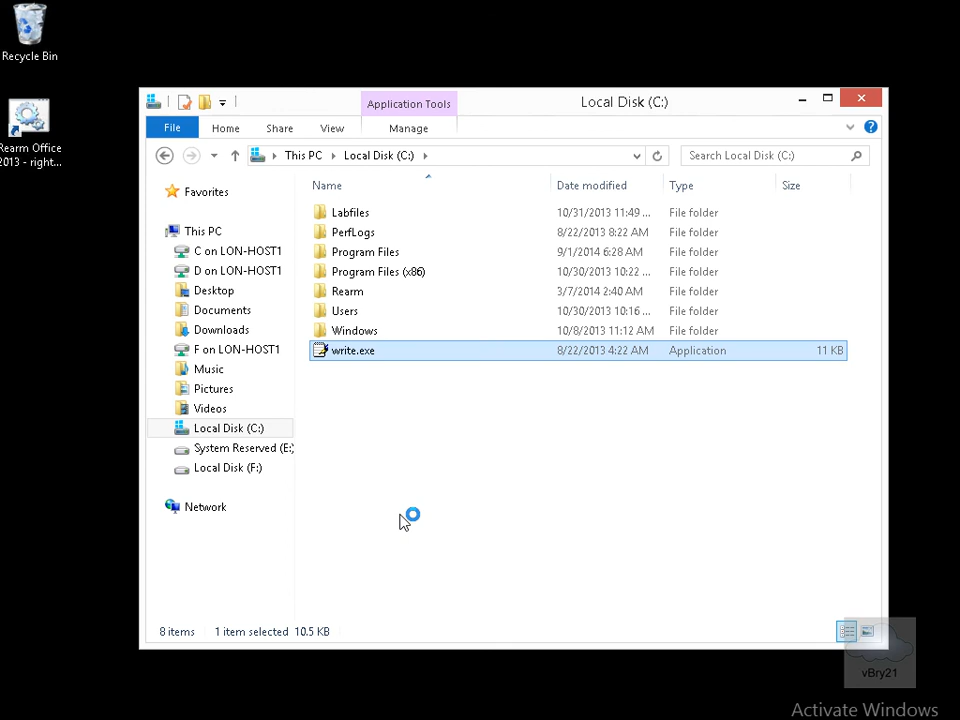 Recycle Bin
Rearm Office
2013 - right...
Application Tools
Local Disk (C:)
File
Home
Share
View
Manage
This PC
Local Disk (C:)
Search Local Disk (C:)
Name
Date modified
Type
Size
Favorites
This PC
C on LON-HOST1
D on LON-HOST1
Desktop
Documents
Downloads
F on LON-HOST1
Music
Pictures
Videos
Local Disk (C:)
System Reserved (E:)
Local Disk (F:)
Network
Labfiles 10/31/2013 11:49 ... File folder
PerfLogs 8/22/2013 8:22 AM File folder
Program Files 9/1/2014 6:28 AM File folder
Program Files (x86) 10/30/2013 10:22 ... File folder
Rearm 3/7/2014 2:40 AM File folder
Users 10/30/2013 10:16 ... File folder
Windows 10/8/2013 11:12 AM File folder
write.exe 8/22/2013 4:22 AM Application 11 KB
8 items 1 item selected 10.5 KB
vBry21
Activate Windows